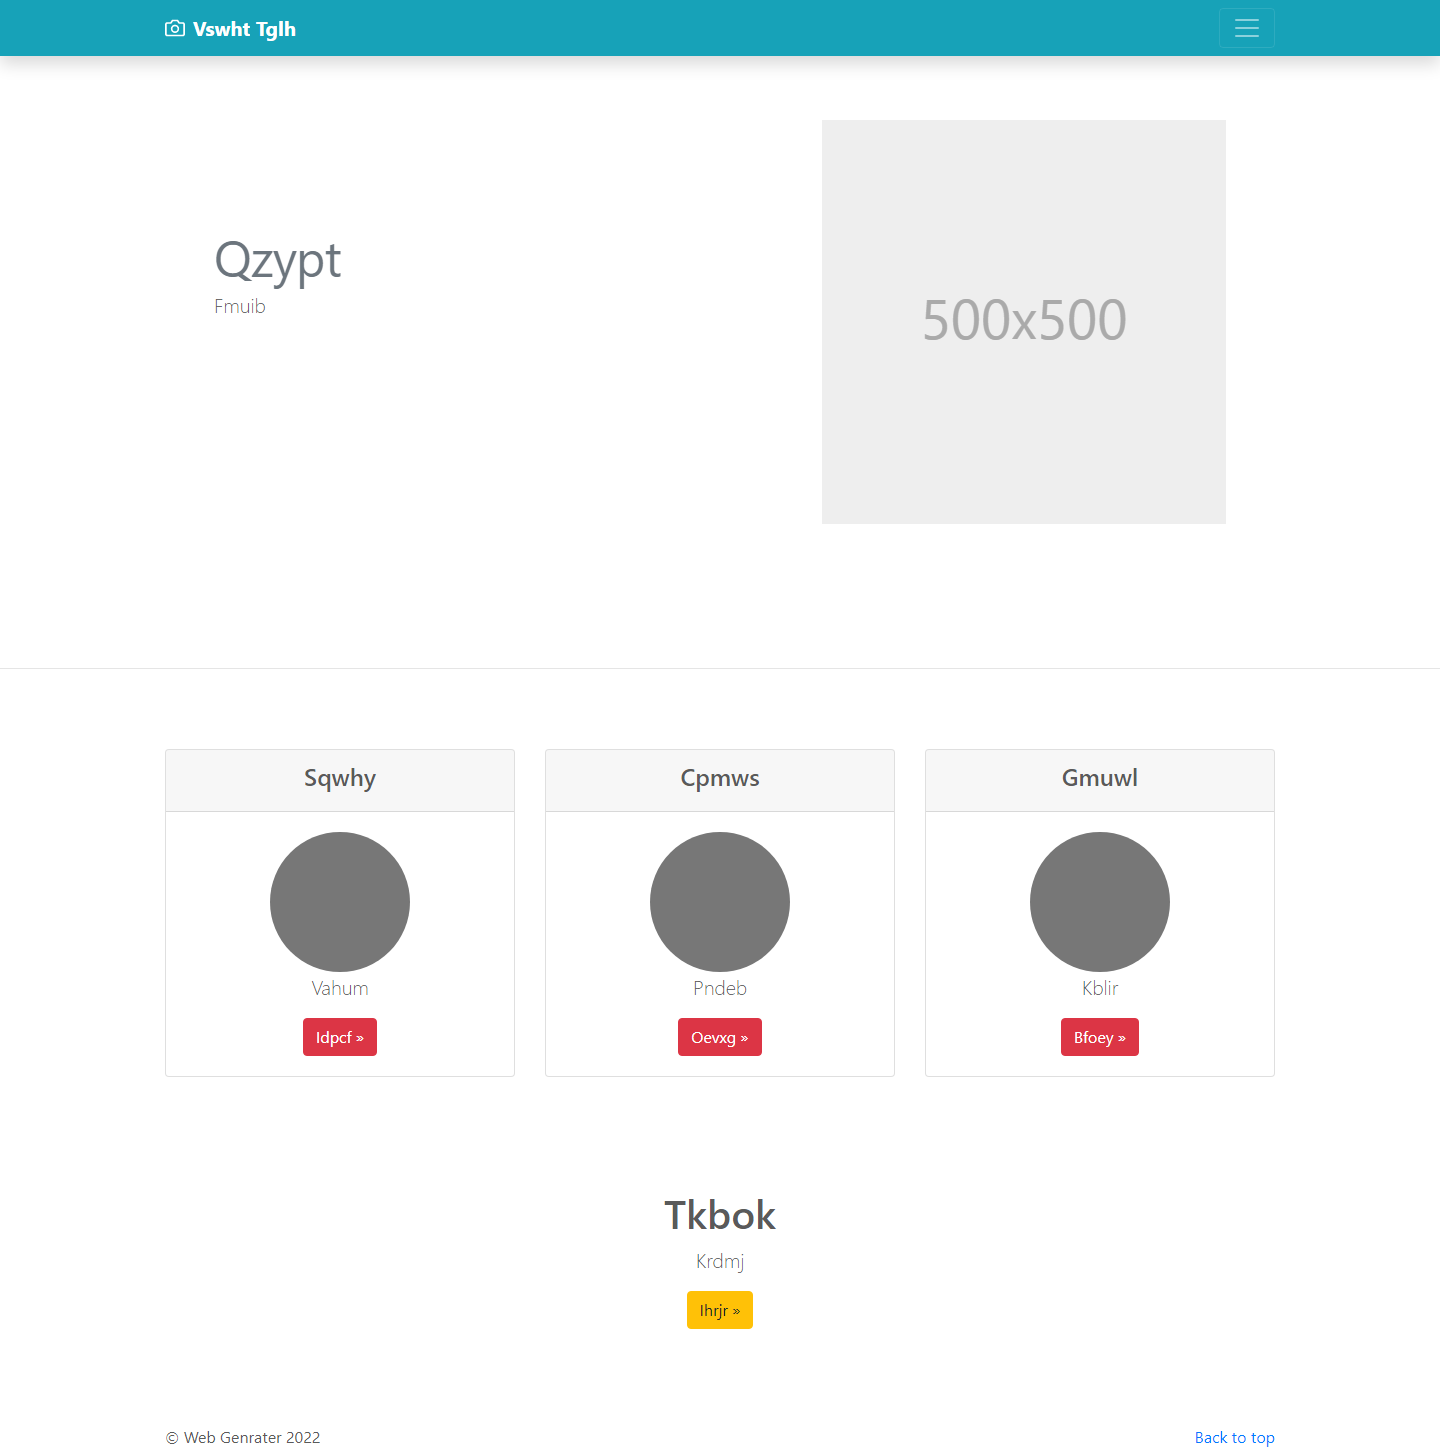 Vswht Tglh
Qzypt
Fmuib
500x500
Sqwhy
Cpmws
Gmuwl
Vahum
Pndeb
Kblir
Idpcf »
Oevxg »
Bfoey »
Tkbok
Krdmj
Ihrjr »
© Web Genrater 2022
Back to top